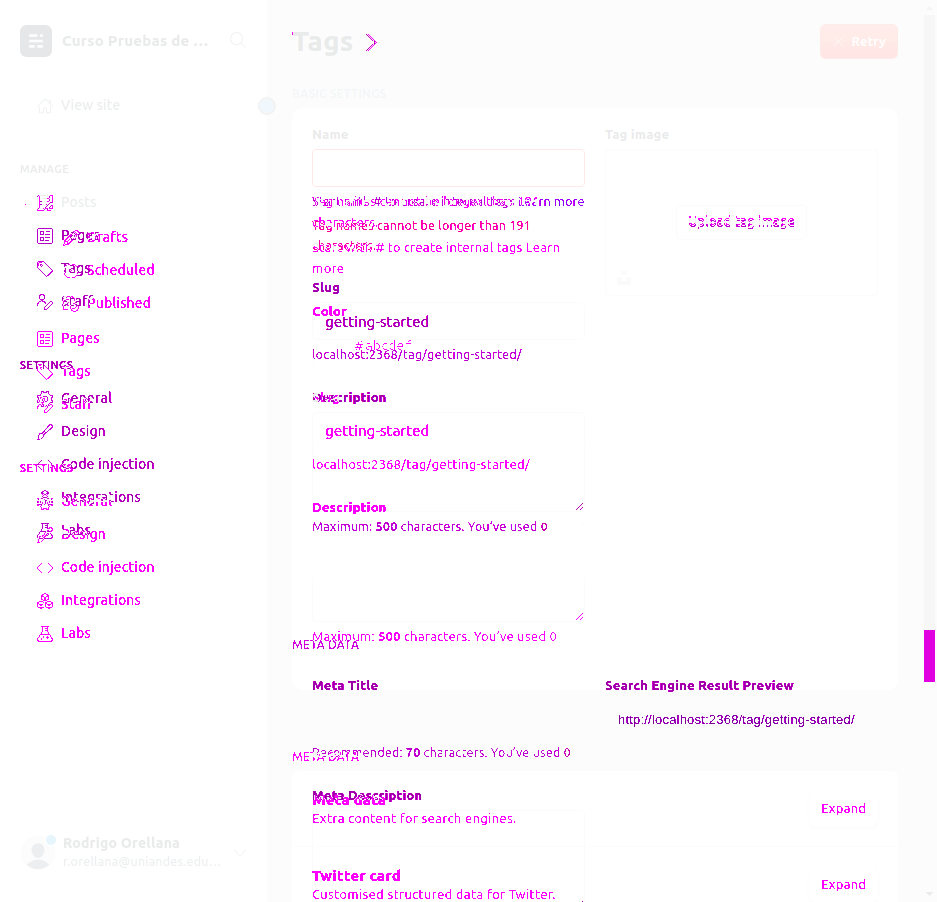 Curso Pruebas de ...
View site
MANAGE
Posts
Pages
Drafts
Tags
Scheduled
Staff
Published
Pages
SETTINGS
Tags
General
Staff
Design
Code injection
SETTINGS
Integrations
General
Labs
Design
Code injection
Integrations
Labs
Rodrigo Orellana
r.orellana@uniandes.edu...
Tags
Retry
BASIC SETTINGS
Name
Tag image
Learn more
characters.
Tag names cannot be longer than 191
characters.
Start with # to create internal tags Learn
more
Upload tag image
Slug
Color
getting-started
#abcdef
localhost:2368/tag/getting-started/
Description
Slug
getting-started
localhost:2368/tag/getting-started/
Description
Maximum: 500 characters. You've used 0
Maximum: 500 characters. You've used 0
META DATA
Meta Title
Search Engine Result Preview
http://localhost:2368/tag/getting-started/
Recommended: 70 characters. You've used 0
META DATA
Meta Description
Meta data
Extra content for search engines.
Expand
Twitter card
Customised structured data for Twitter.
Expand